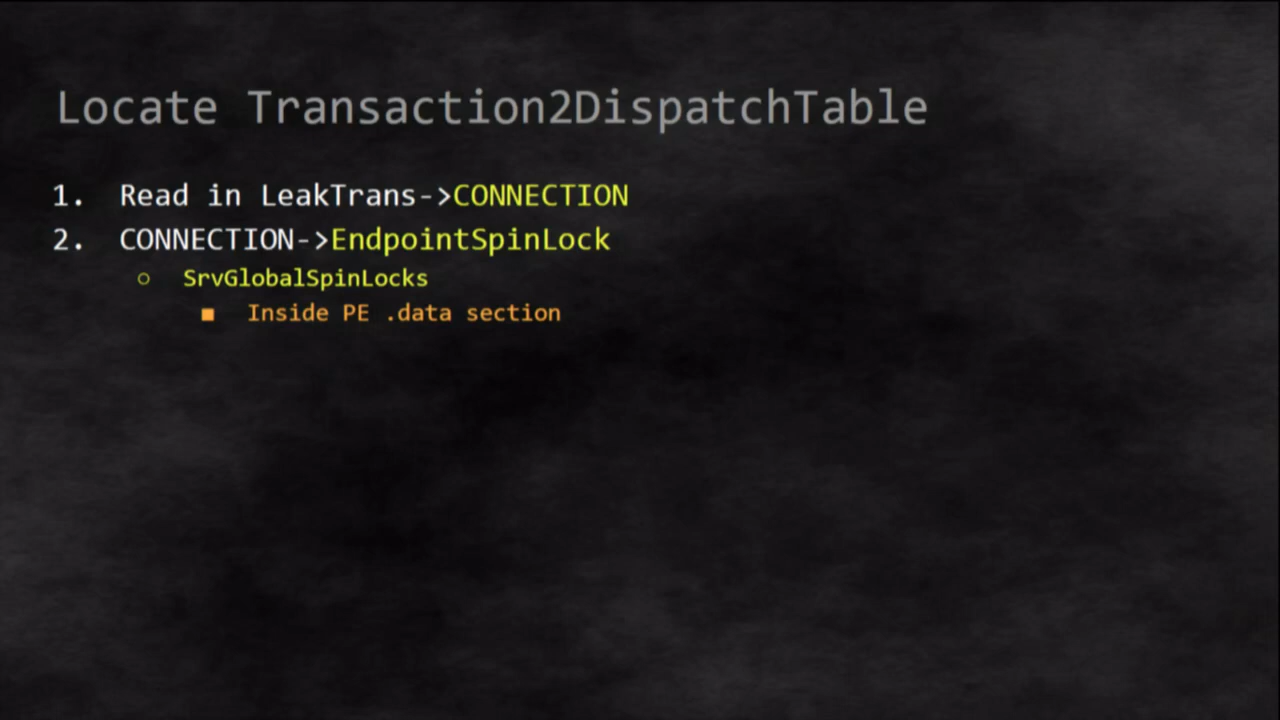 Locate Transaction2DispatchTable
1. Read in LeakTrans->CONNECTION
2. CONNECTION->EndpointSpinLock
○ SrvGlobalSpinLocks
■ Inside PE .data section